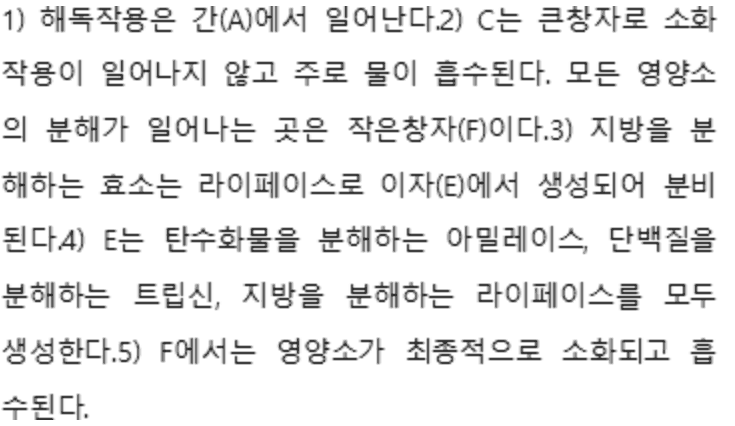 1) 해독작용은 간(A)에서 일어난다.2) C는 큰창자로 소화
작용이 일어나지 않고 주로 물이 흡수된다. 모든 영양소
의 분해가 일어나는 곳은 작은창자(F)이다.3) 지방을 분
해하는 효소는 라이페이스로 이자(E)에서 생성되어 분비
된다.4) E는 탄수화물을 분해하는 아밀레이스, 단백질을
분해하는 트립신, 지방을 분해하는 라이페이스를 모두
생성한다.5) F에서는 영양소가 최종적으로 소화되고 흡
수된다.